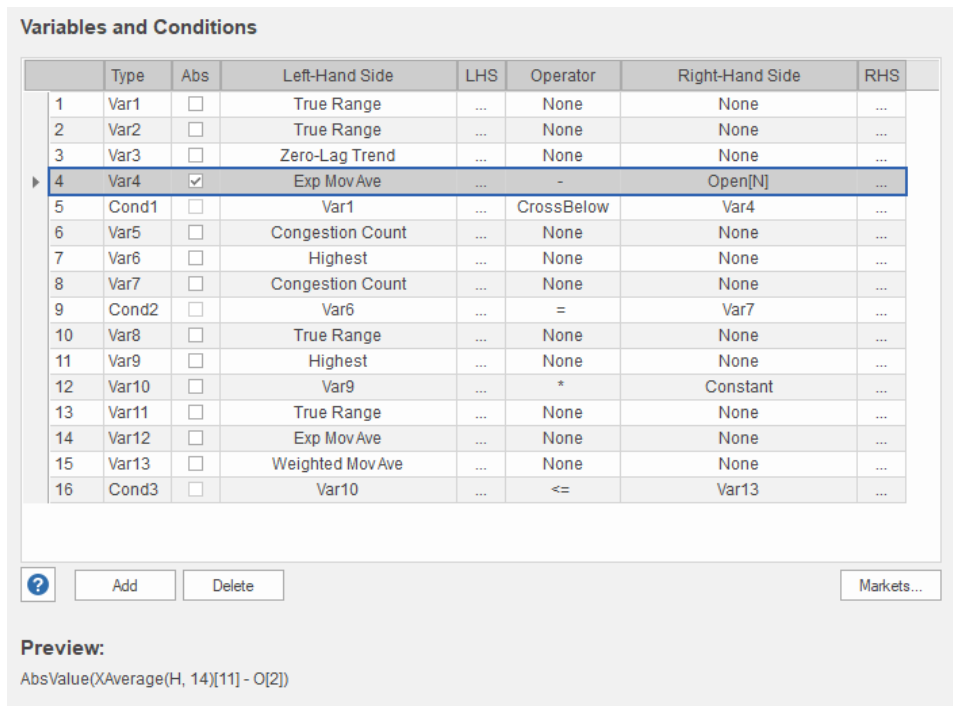 Variables and Conditions
Type Abs Left-Hand Side LHS Operator Right-Hand Side RHS
1 Var1 True Range ... None None ...
2 Var2 True Range ... None None ...
3 Var3 Zero-Lag Trend ... None None ...
4 Var4 Exp Mov Ave ... - Open[N] ...
5 Cond1 Var1 ... CrossBelow Var4 ...
6 Var5 Congestion Count ... None None ...
7 Var6 Highest ... None None ...
8 Var7 Congestion Count ... None None ...
9 Cond2 Var6 ... = Var7 ...
10 Var8 True Range ... None None ...
11 Var9 Highest ... None None ...
12 Var10 Var9 ... * Constant ...
13 Var11 True Range ... None None ...
14 Var12 Exp Mov Ave ... None None ...
15 Var13 Weighted Mov Ave ... None None ...
16 Cond3 Var10 ... <= Var13 ...
? Add Delete Markets...
Preview:
AbsValue(XAverage(H, 14)[11] - O[2])